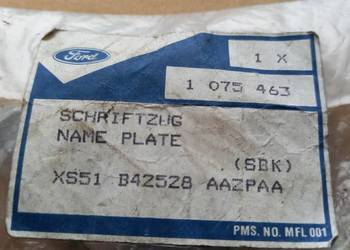 Ford
1 X
1 075 463
SCHRIFTZUG
NAME PLATE
(SBK)
XS51 B42528 AAZPAA
PMS. NO. MFL 001